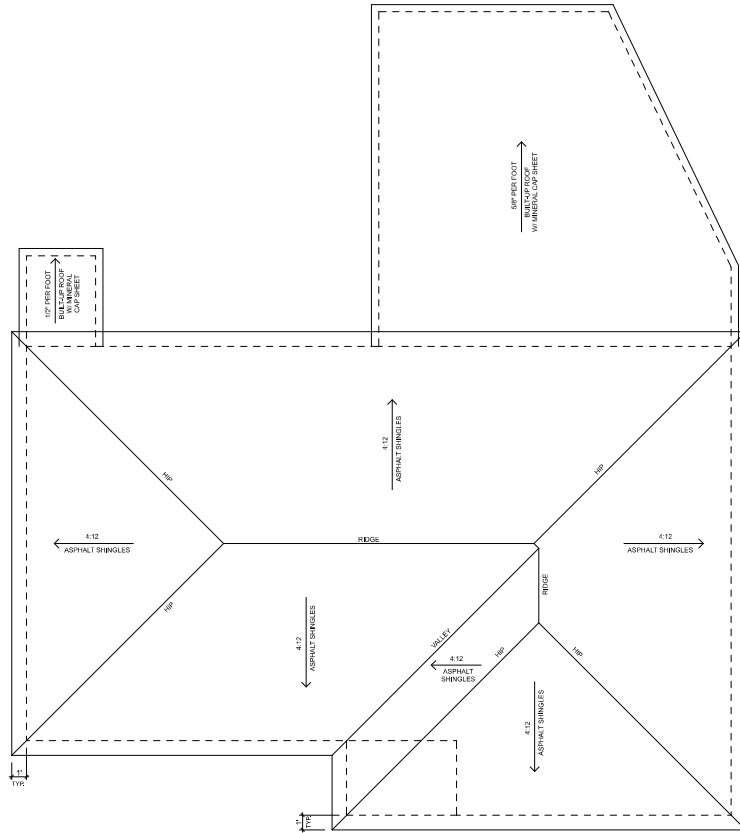 5/8" PER FOOT
BUILT-UP ROOF
W/ MINERAL CAP SHEET
1/2" PER FOOT
BUILT-UP ROOF
W/ MINERAL
CAP SHEET
4:12
ASPHALT SHINGLES
HIP
HIP
RIDGE
4:12
ASPHALT SHINGLES
4:12
ASPHALT SHINGLES
RIDGE
HIP
4:12
ASPHALT SHINGLES
VALLEY
HIP
HIP
4:12
ASPHALT
SHINGLES
4:12
ASPHALT SHINGLES
1'
TYP.
1'
TYP.